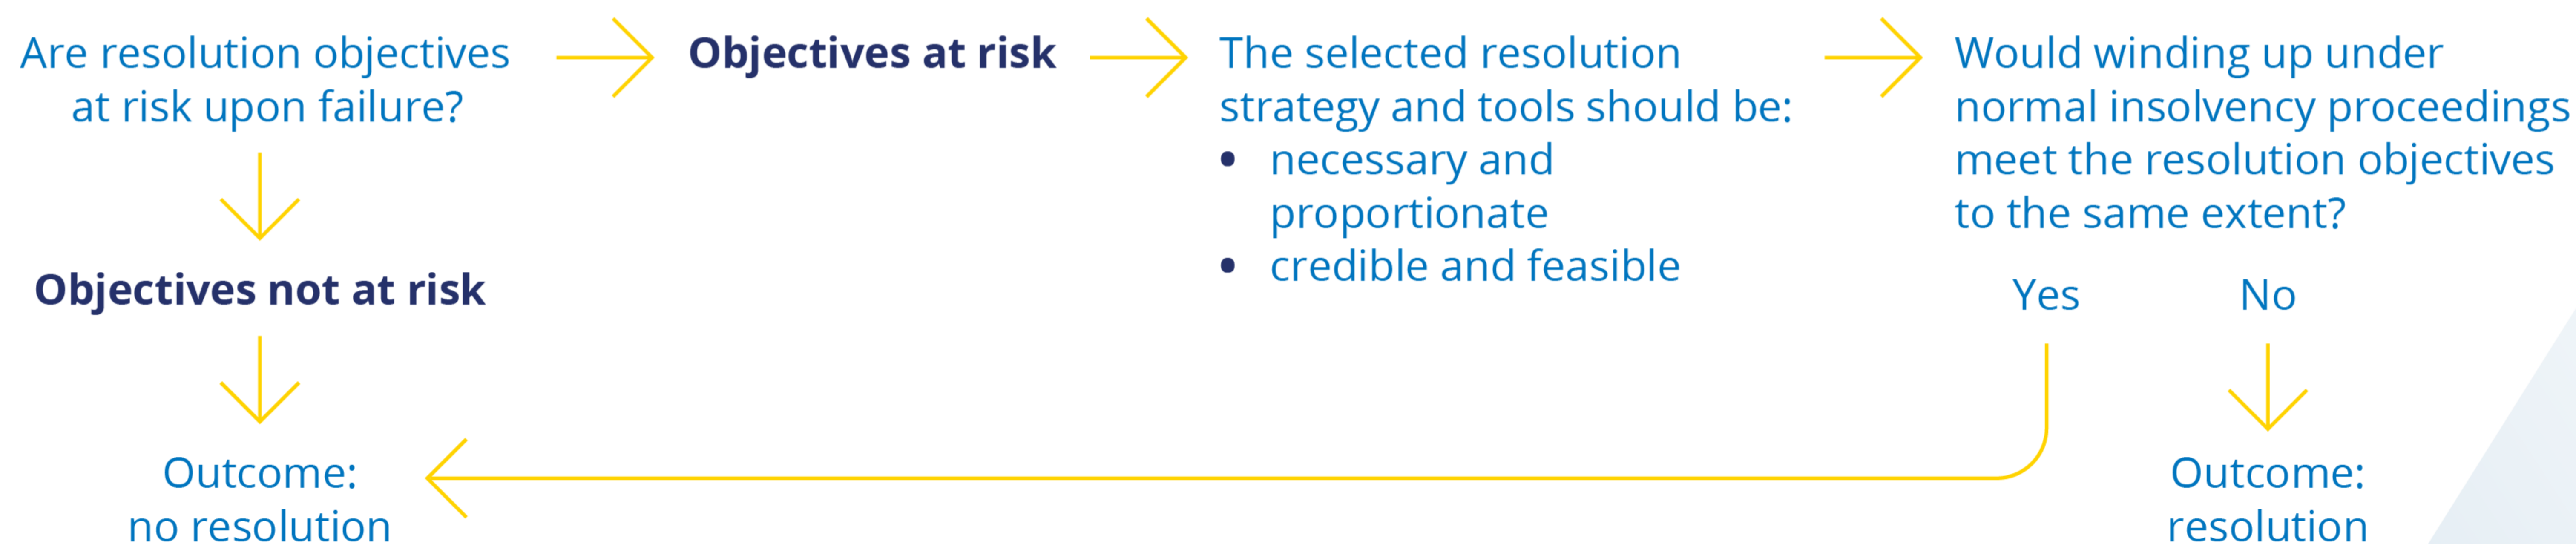 Are resolution objectives
at risk upon failure?
Objectives at risk
The selected resolution
strategy and tools should be:
• necessary and
proportionate
• credible and feasible
Would winding up under
normal insolvency proceedings
meet the resolution objectives
to the same extent?
Objectives not at risk
Yes
No
Outcome:
no resolution
Outcome:
resolution